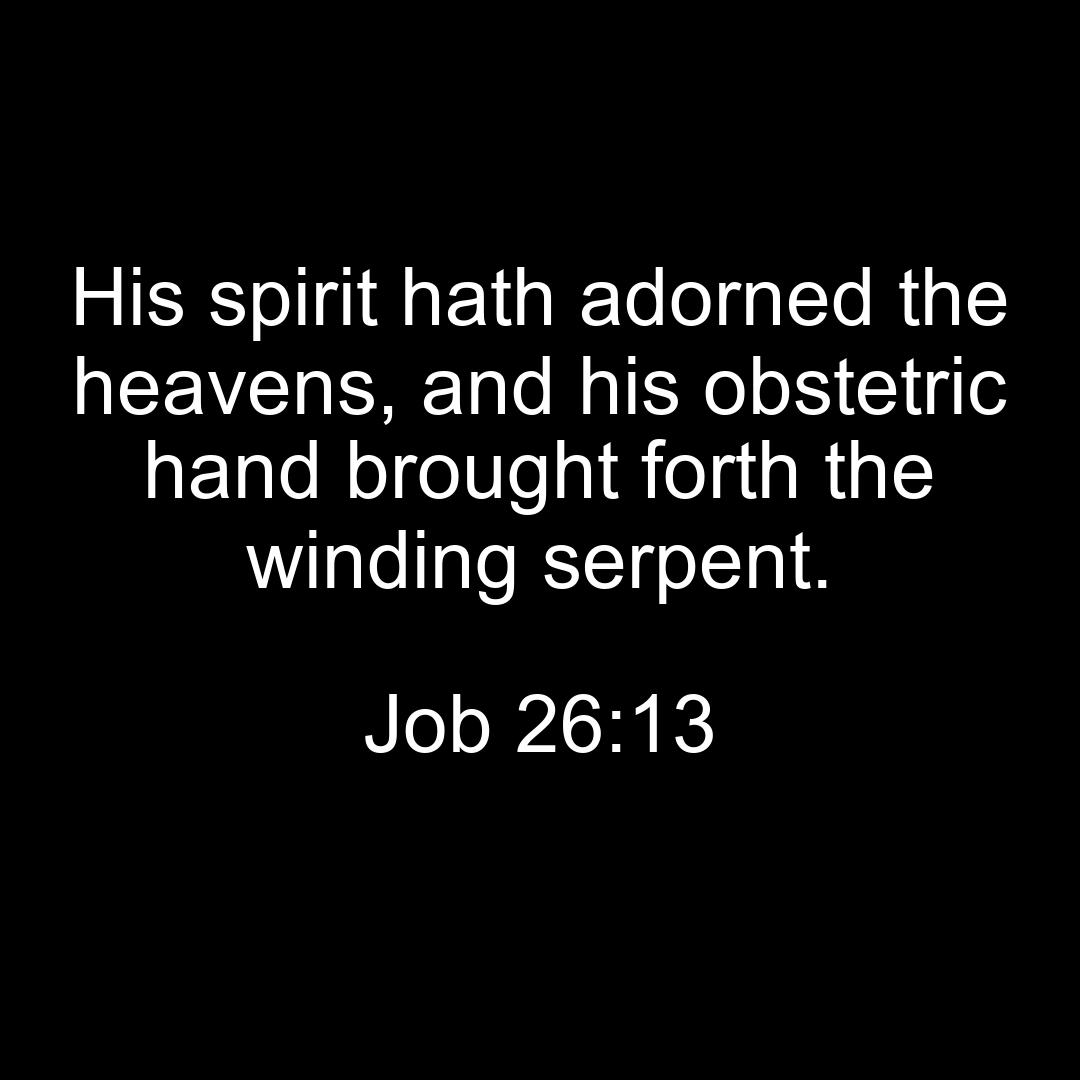 His spirit hath adorned the
heavens, and his obstetric
hand brought forth the
winding serpent.
Job 26:13